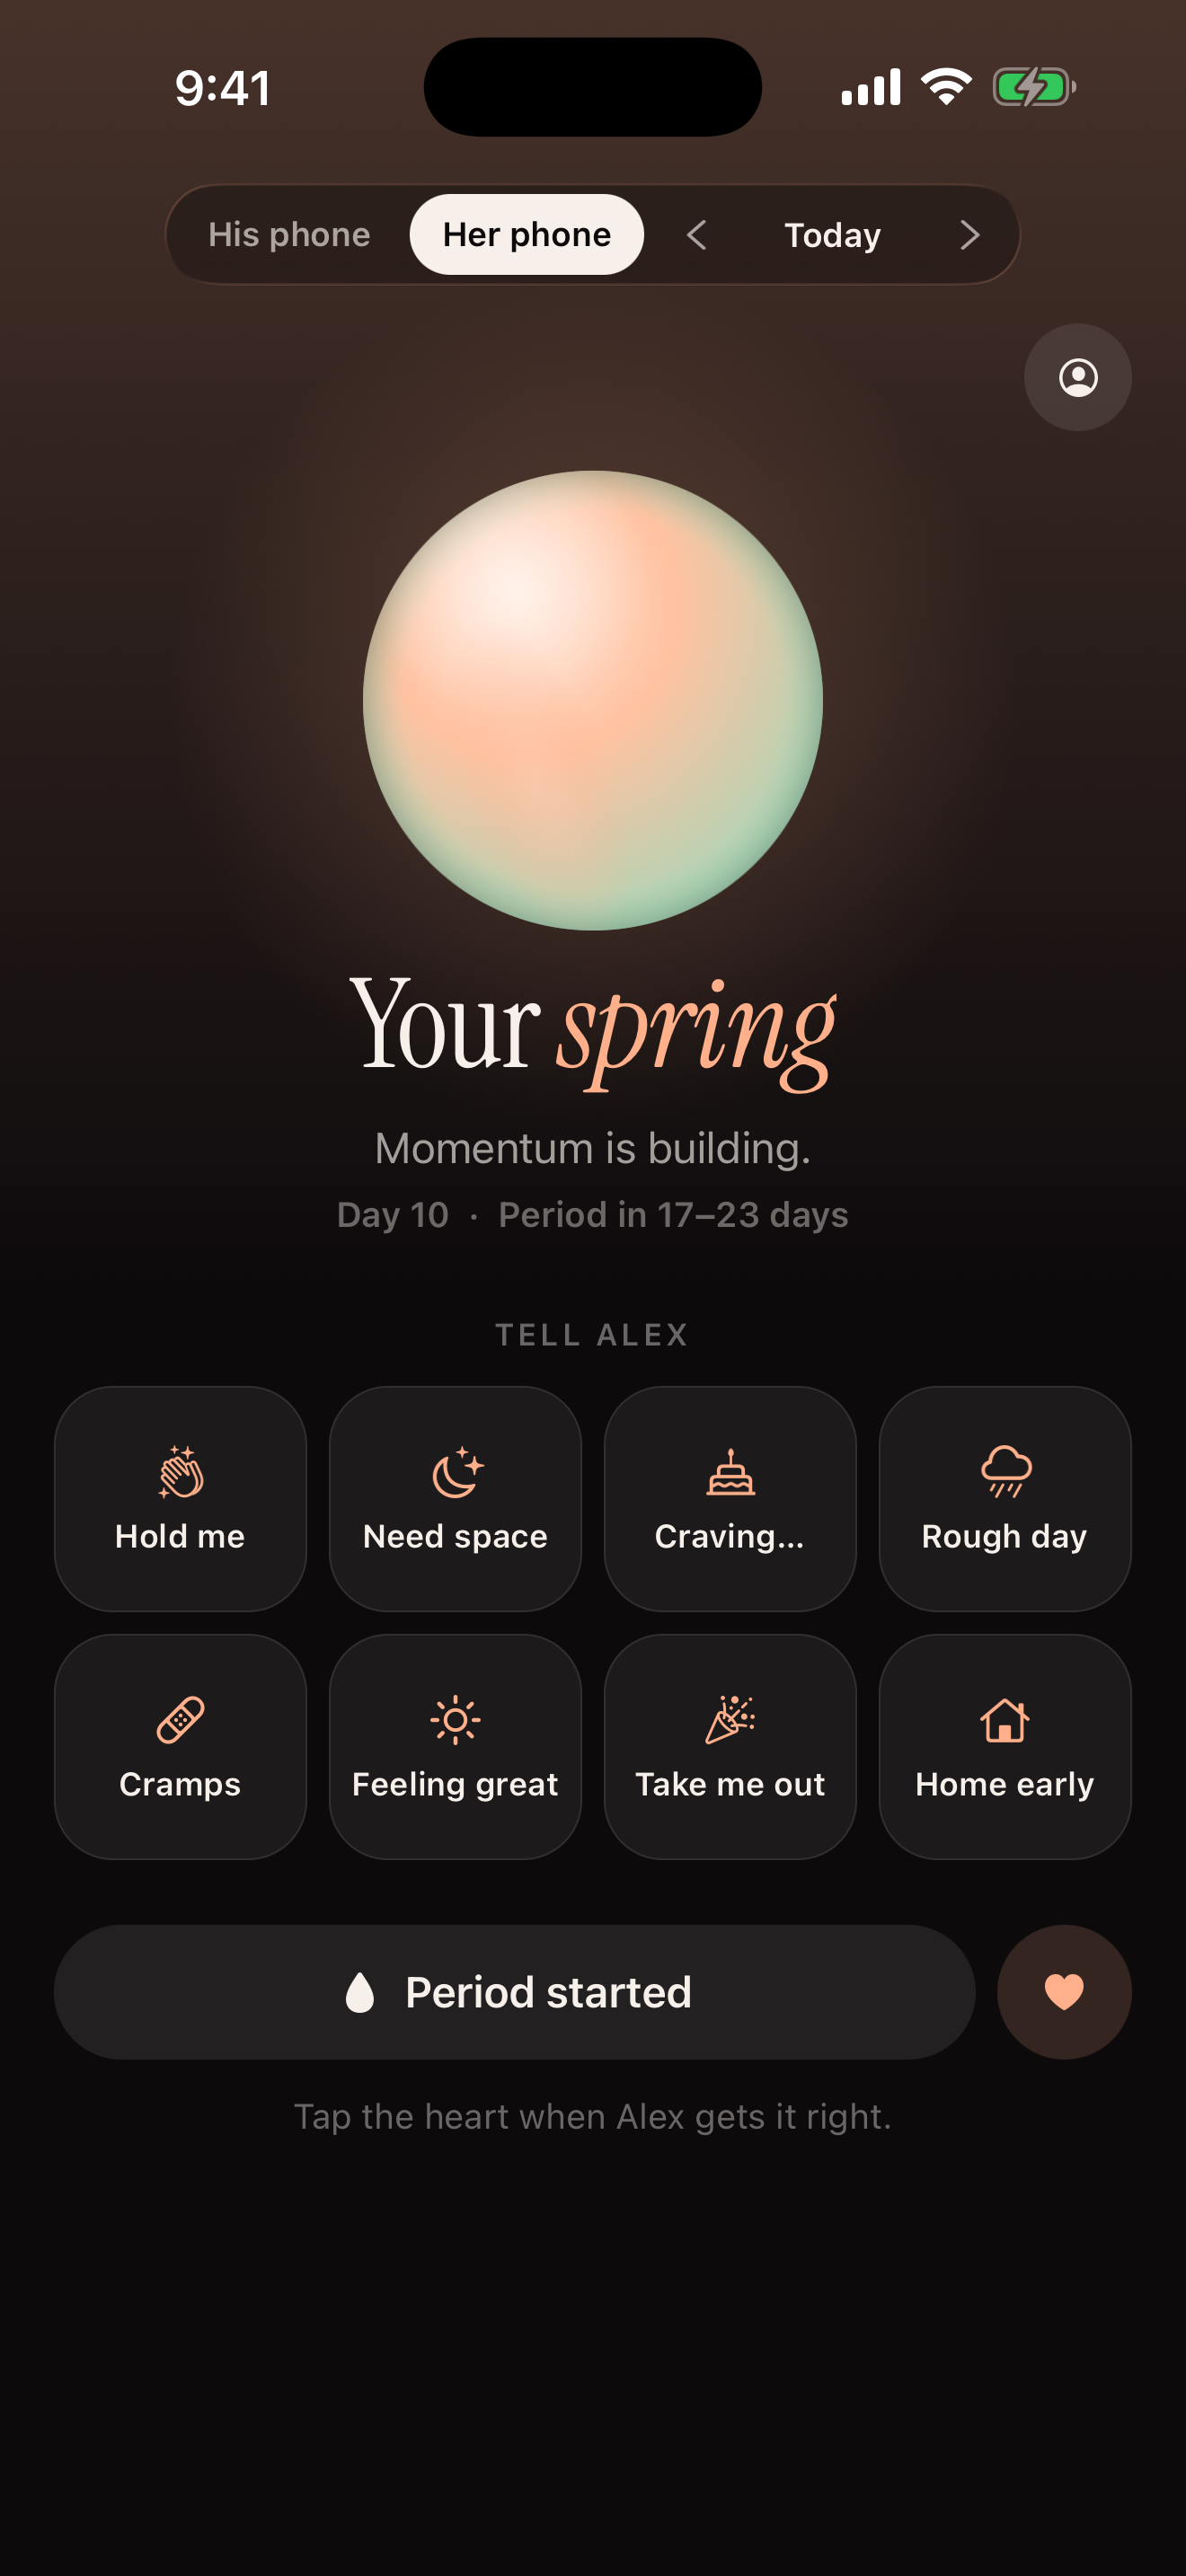 9:41
His phone Her phone Today
Your spring
Momentum is building.
Day 10 · Period in 17–23 days
TELL ALEX
Hold me Need space Craving... Rough day
Cramps Feeling great Take me out Home early
Period started
Tap the heart when Alex gets it right.